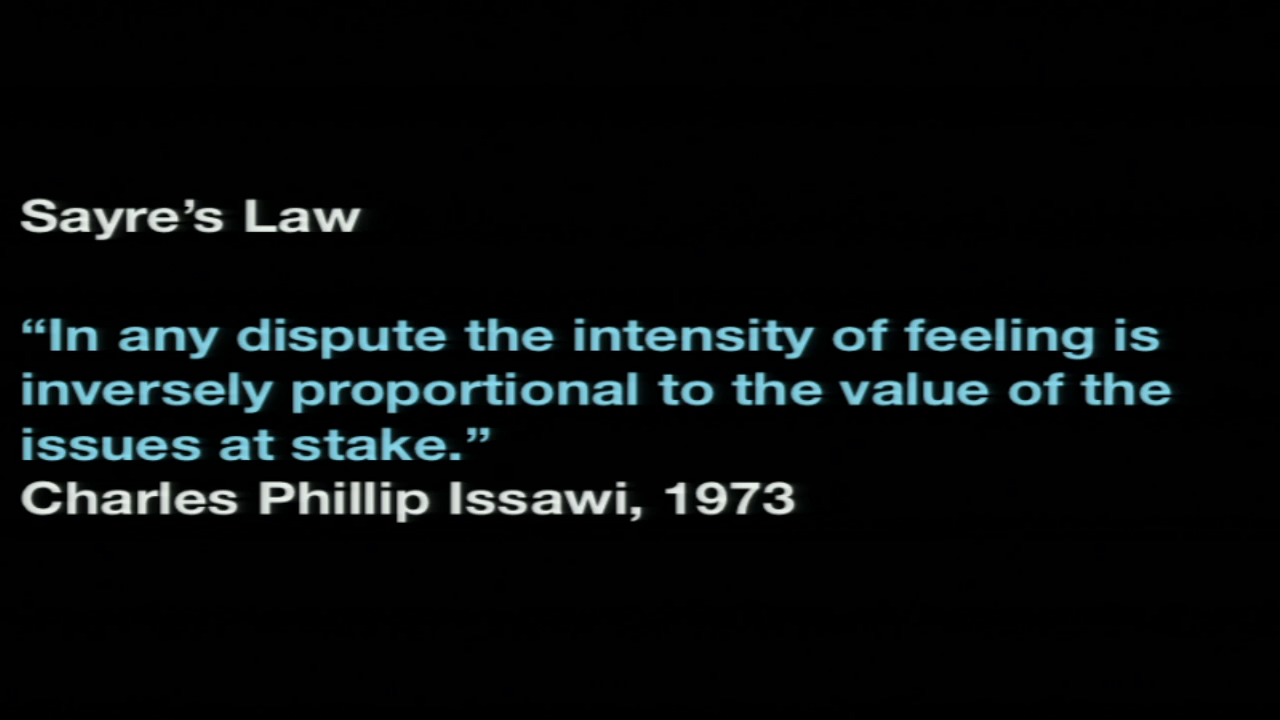 Sayre’s Law
“In any dispute the intensity of feeling is
inversely proportional to the value of the
issues at stake.”
Charles Phillip Issawi, 1973